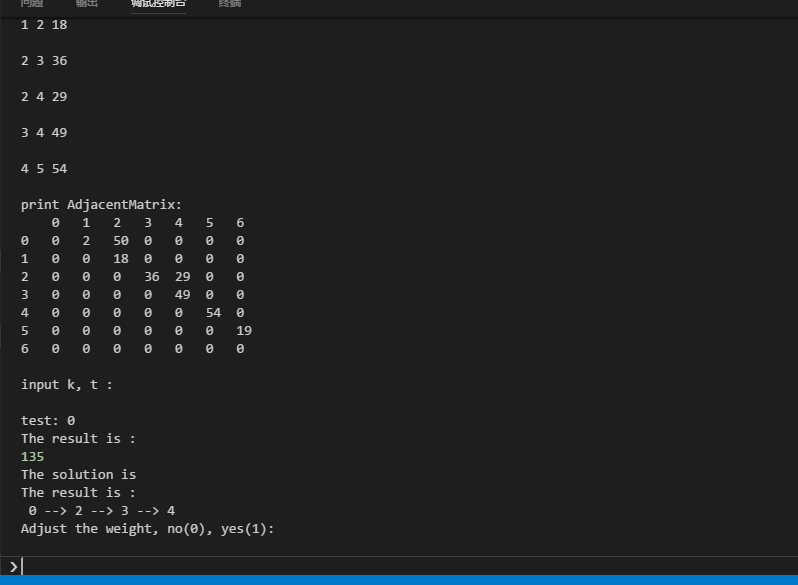 问题 输出 调试控制台 终端
1 2 18
2 3 36
2 4 29
3 4 49
4 5 54
print AdjacentMatrix:
0 1 2 3 4 5 6
0 0 2 50 0 0 0 0
1 0 0 18 0 0 0 0
2 0 0 0 36 29 0 0
3 0 0 0 0 49 0 0
4 0 0 0 0 0 54 0
5 0 0 0 0 0 0 19
6 0 0 0 0 0 0 0
input k, t :
test: 0
The result is :
135
The solution is
The result is :
0 --> 2 --> 3 --> 4
Adjust the weight, no(0), yes(1):